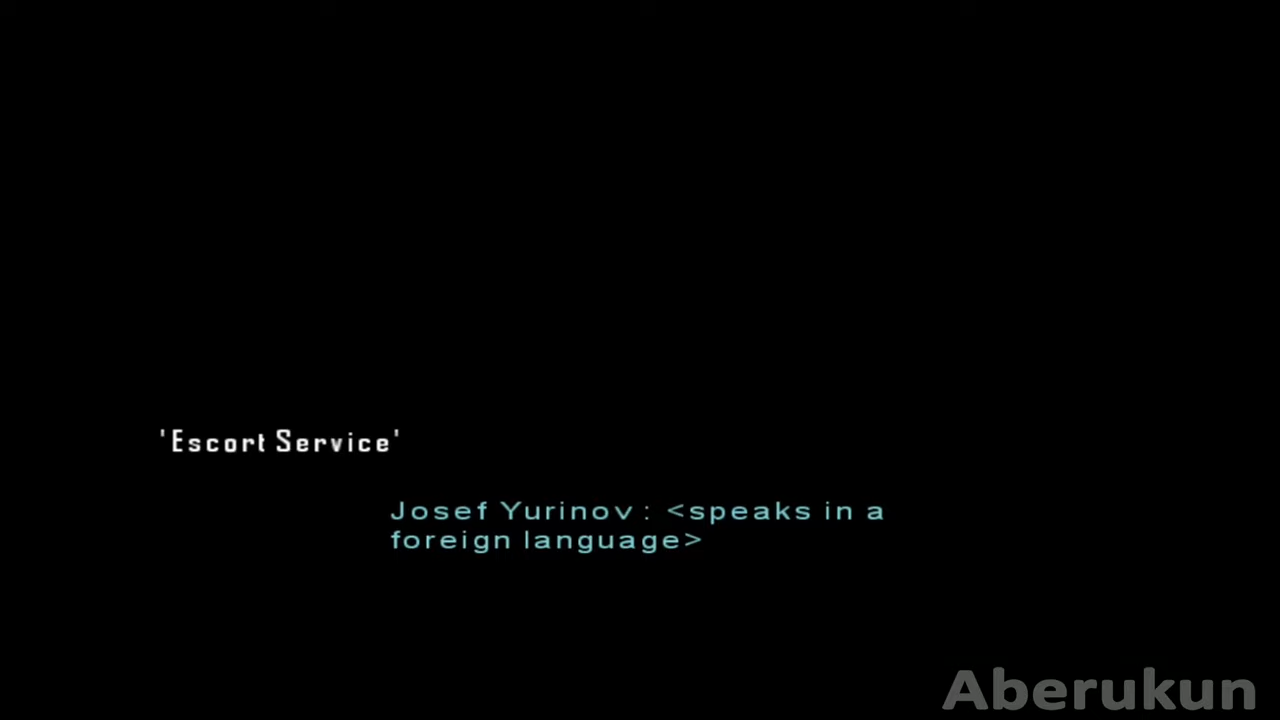 'Escort Service'
Josef Yurinov : <speaks in a
foreign language>
Aberukun